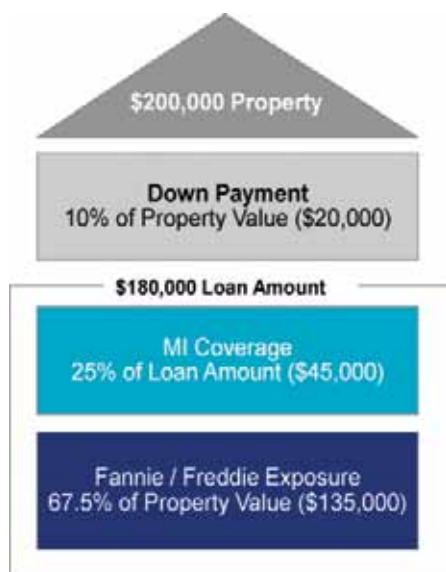 $200,000 Property
Down Payment
10% of Property Value ($20,000)
$180,000 Loan Amount
MI Coverage
25% of Loan Amount ($45,000)
Fannie / Freddie Exposure
67.5% of Property Value ($135,000)